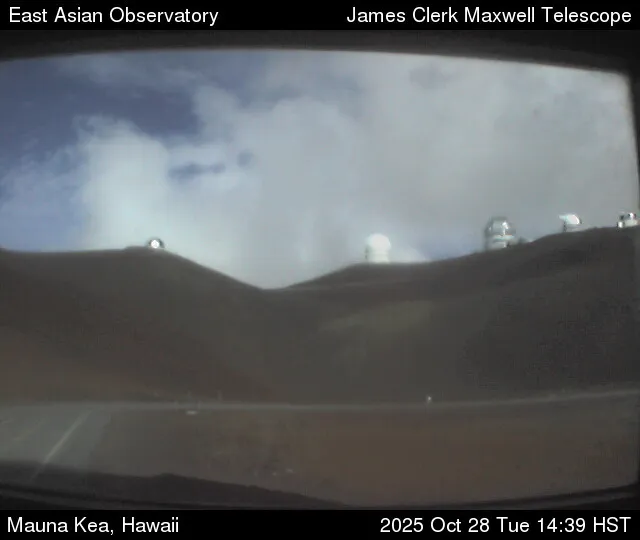 East Asian Observatory
James Clerk Maxwell Telescope
Mauna Kea, Hawaii
2025 Oct 28 Tue 14:39 HST